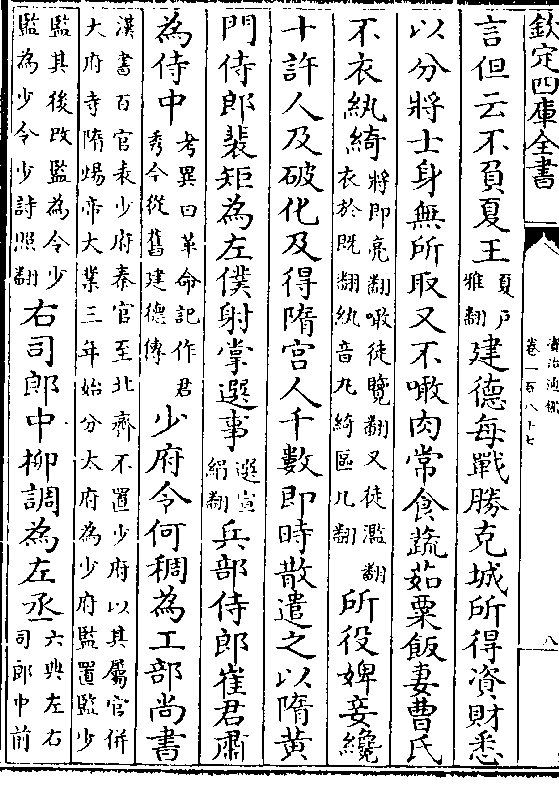 欽定四庫全書
資治通鑑
卷一百八十七
八
言但云不負夏王夏戶雅翻建德每戰勝克城所得資財悉
以分將士身無所取又不噉肉常食蔬茹粟飯妻曹氏
不衣紈綺將即亮翻噉徒覽翻又徒濫翻衣於既翻紈音丸綺區几翻所役婢妾纔
十許人及破化及得隋宫人千數即時散遣之以隋黄
門侍郎裴矩為左僕射掌選事選宣絹翻兵部侍郎崔君肅
為侍中考異曰革命記作君秀今從舊建德傳少府令何稠為工部尚書
漢書百官表少府秦官至北齊不置少府以其屬官併
大府寺隋煬帝大業三年始分太府為少府監置監少
監其後改監為令少監為少令少詩照翻右司郎中柳調為左丞六典左右司郎中前